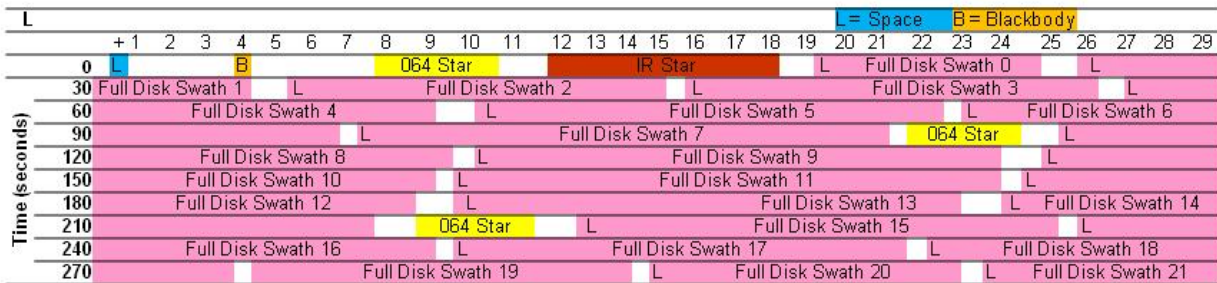 L L = Space B = Blackbody
+ 1 2 3 4 5 6 7 8 9 10 11 12 13 14 15 16 17 18 19 20 21 22 23 24 25 26 27 28 29
0 L B 064 Star IR Star L Full Disk Swath 0 L
30 Full Disk Swath 1 L Full Disk Swath 2 L Full Disk Swath 3 L
60 Full Disk Swath 4 L Full Disk Swath 5 L Full Disk Swath 6
90 L Full Disk Swath 7 064 Star L
120 Full Disk Swath 8 L Full Disk Swath 9 L
150 Full Disk Swath 10 L Full Disk Swath 11 L
180 Full Disk Swath 12 L Full Disk Swath 13 L Full Disk Swath 14
210 064 Star L Full Disk Swath 15 L
240 Full Disk Swath 16 L Full Disk Swath 17 L Full Disk Swath 18
270 Full Disk Swath 19 L Full Disk Swath 20 L Full Disk Swath 21
Time (seconds)